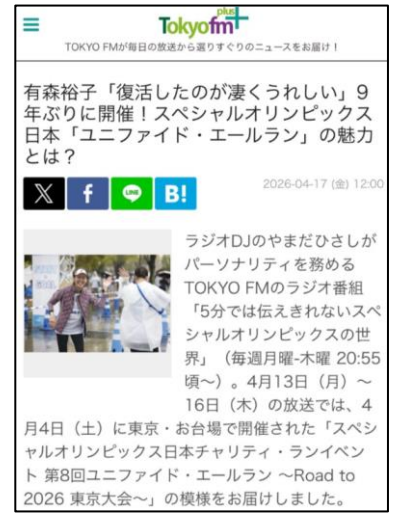 plus
Tokyofm+
TOKYO FMが毎日の放送から選りすぐりのニュースをお届け！
有森裕子「復活したのが凄くうれしい」9
年ぶりに開催！スペシャルオリンピックス
日本「ユニファイド・エールラン」の魅力
とは？
X f LINE B!
2026-04-17 (金) 12:00
ラジオDJのやまだひさしが
パーソナリティを務める
TOKYO FMのラジオ番組
「5分では伝えきれないスペ
シャルオリンピックスの世
界」（毎週月曜-木曜 20:55
頃〜）。4月13日（月）〜
16日（木）の放送では、4
月4日（土）に東京・お台場で開催された「スペシ
ャルオリンピックス日本チャリティ・ランイベン
ト 第8回ユニファイド・エールラン 〜Road to
2026 東京大会〜」の模様をお届けしました。